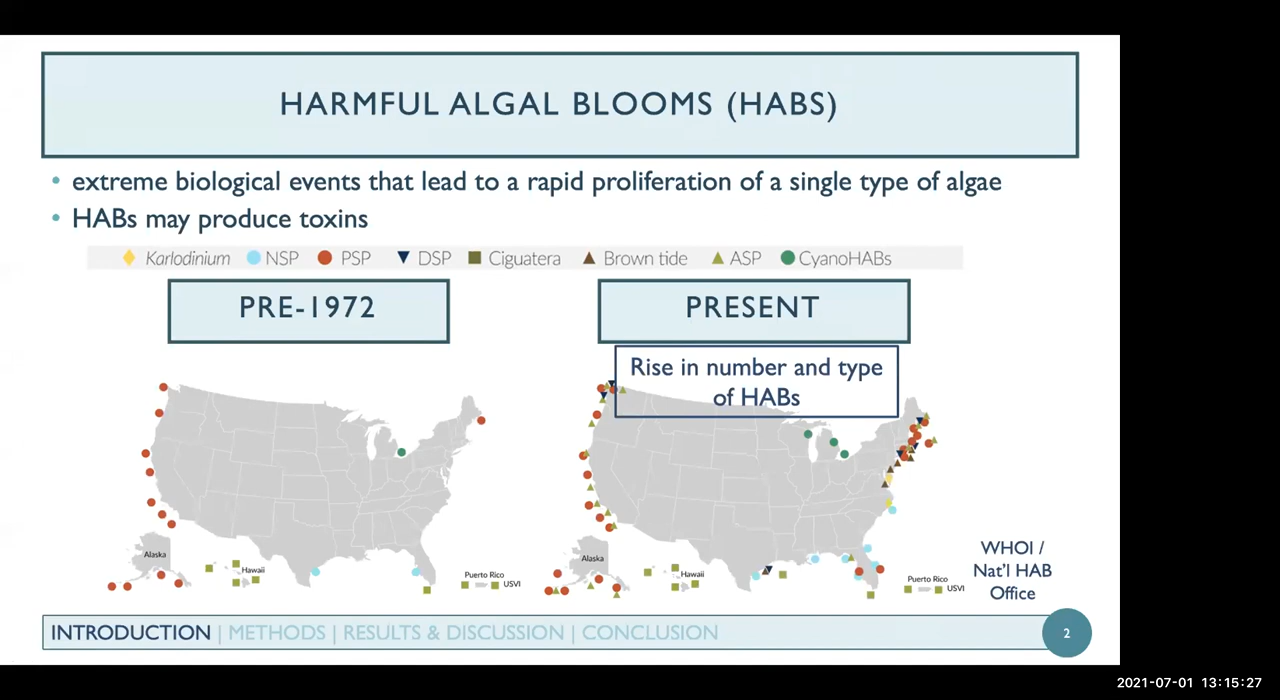 HARMFUL ALGAL BLOOMS (HABS)
• extreme biological events that lead to a rapid proliferation of a single type of algae
• HABs may produce toxins
Karlodinium NSP PSP DSP Ciguatera Brown tide ASP CyanoHABs
PRE-1972
PRESENT
Rise in number and type
of HABs
Alaska
Hawaii
Puerto Rico
USVI
Alaska
Hawaii
Puerto Rico
USVI
WHOI /
Nat'l HAB
Office
INTRODUCTION | METHODS | RESULTS & DISCUSSION | CONCLUSION
2
2021-07-01 13:15:27